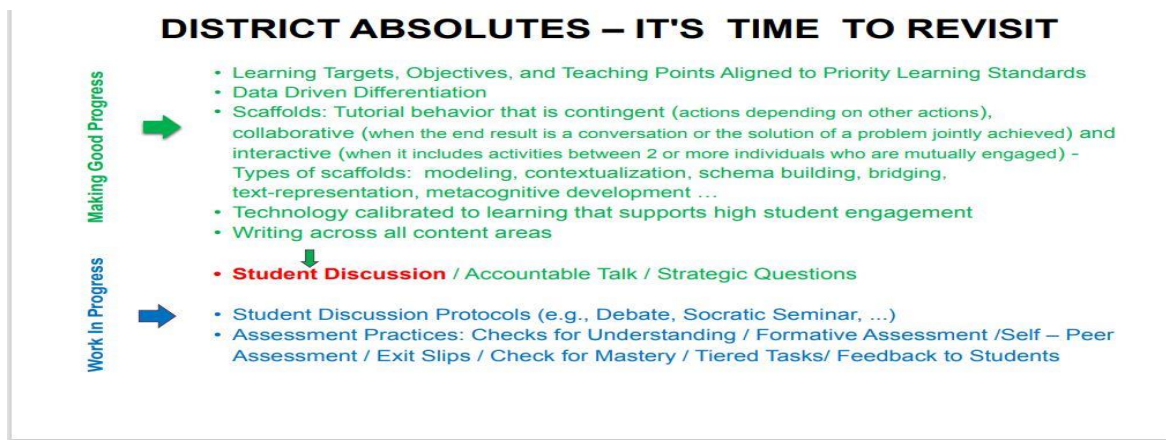 DISTRICT ABSOLUTES – IT'S TIME TO REVISIT
Making Good Progress
• Learning Targets, Objectives, and Teaching Points Aligned to Priority Learning Standards
• Data Driven Differentiation
• Scaffolds: Tutorial behavior that is contingent (actions depending on other actions),
collaborative (when the end result is a conversation or the solution of a problem jointly achieved) and
interactive (when it includes activities between 2 or more individuals who are mutually engaged) -
Types of scaffolds: modeling, contextualization, schema building, bridging,
text-representation, metacognitive development ...
• Technology calibrated to learning that supports high student engagement
• Writing across all content areas
• Student Discussion / Accountable Talk / Strategic Questions
Work In Progress
• Student Discussion Protocols (e.g., Debate, Socratic Seminar, ...)
• Assessment Practices: Checks for Understanding / Formative Assessment /Self – Peer
Assessment / Exit Slips / Check for Mastery / Tiered Tasks/ Feedback to Students